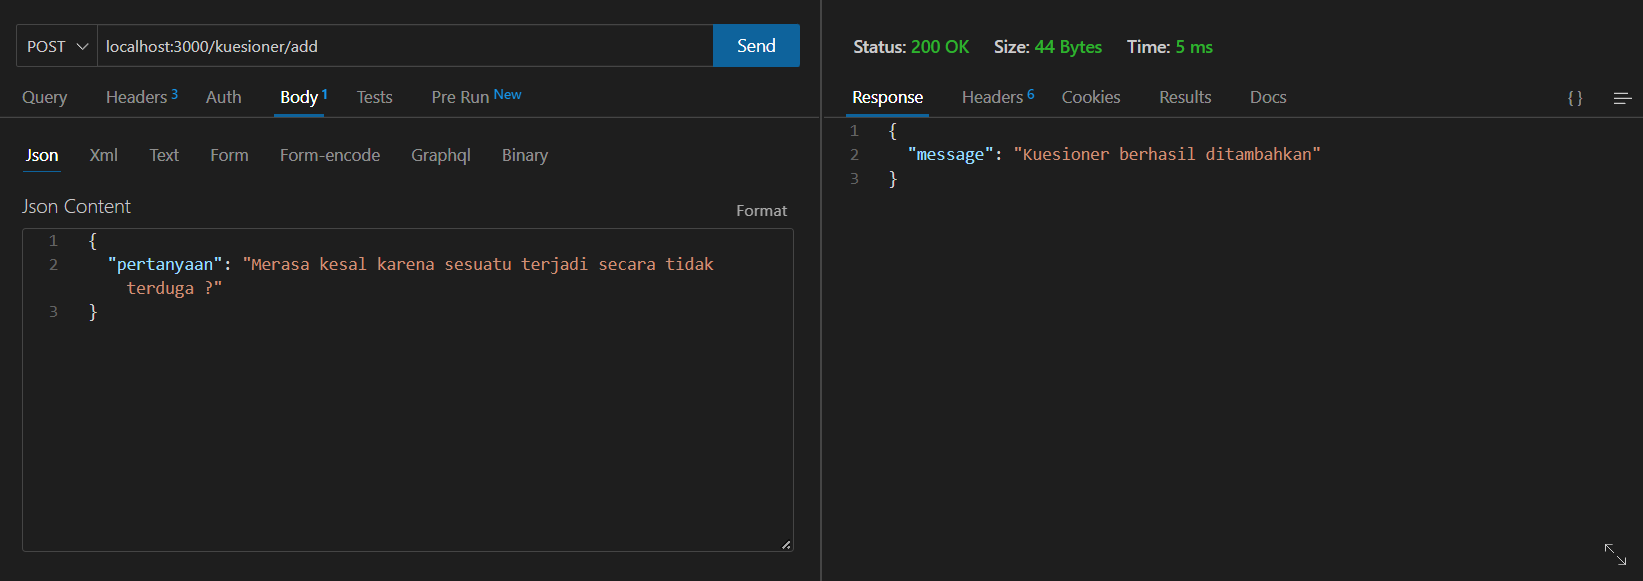 POST localhost:3000/kuesioner/add Send
Query Headers 3 Auth Body 1 Tests Pre Run New
Json Xml Text Form Form-encode Graphql Binary
Json Content
Format
1 {
2 "pertanyaan": "Merasa kesal karena sesuatu terjadi secara tidak
terduga ?"
3 }
Status: 200 OK Size: 44 Bytes Time: 5 ms
Response Headers 6 Cookies Results Docs { }
1 {
2 "message": "Kuesioner berhasil ditambahkan"
3 }